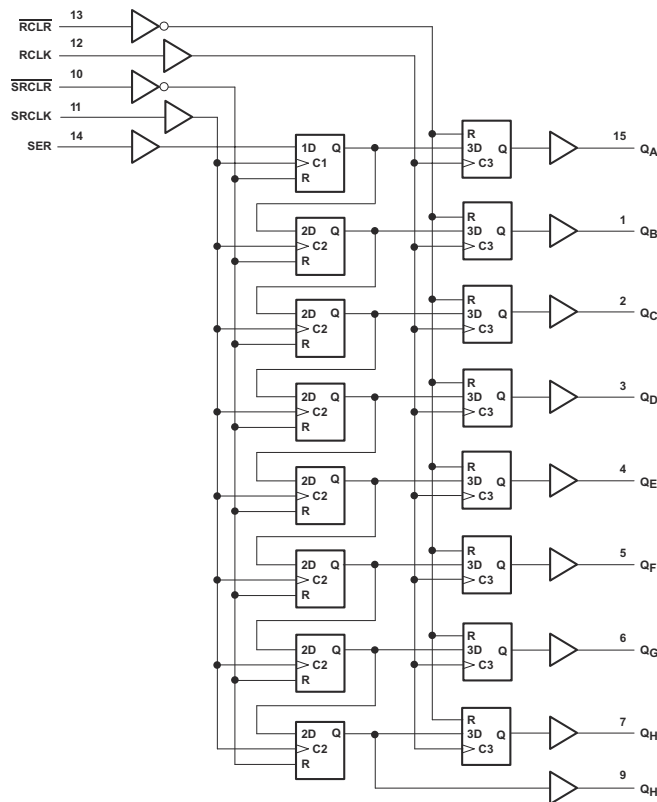 RCLR 13
RCLK 12
SRCLR 10
SRCLK 11
SER 14
1D Q
C1
R
R
3D Q
C3
15 QA
2D Q
C2
R
R
3D Q
C3
1 QB
2D Q
C2
R
R
3D Q
C3
2 QC
2D Q
C2
R
R
3D Q
C3
3 QD
2D Q
C2
R
R
3D Q
C3
4 QE
2D Q
C2
R
R
3D Q
C3
5 QF
2D Q
C2
R
R
3D Q
C3
6 QG
2D Q
C2
R
R
3D Q
C3
7 QH
9 QH